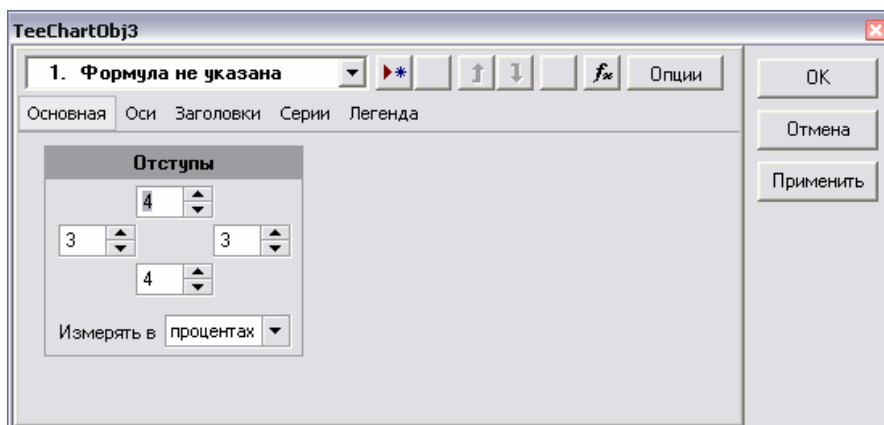 TeeChartObj3
1. Формула не указана
fx
Опции
OK
Основная Оси Заголовки Серии Легенда
Отмена
Отступы
Применить
4
3 3
4
Измерять в процентах